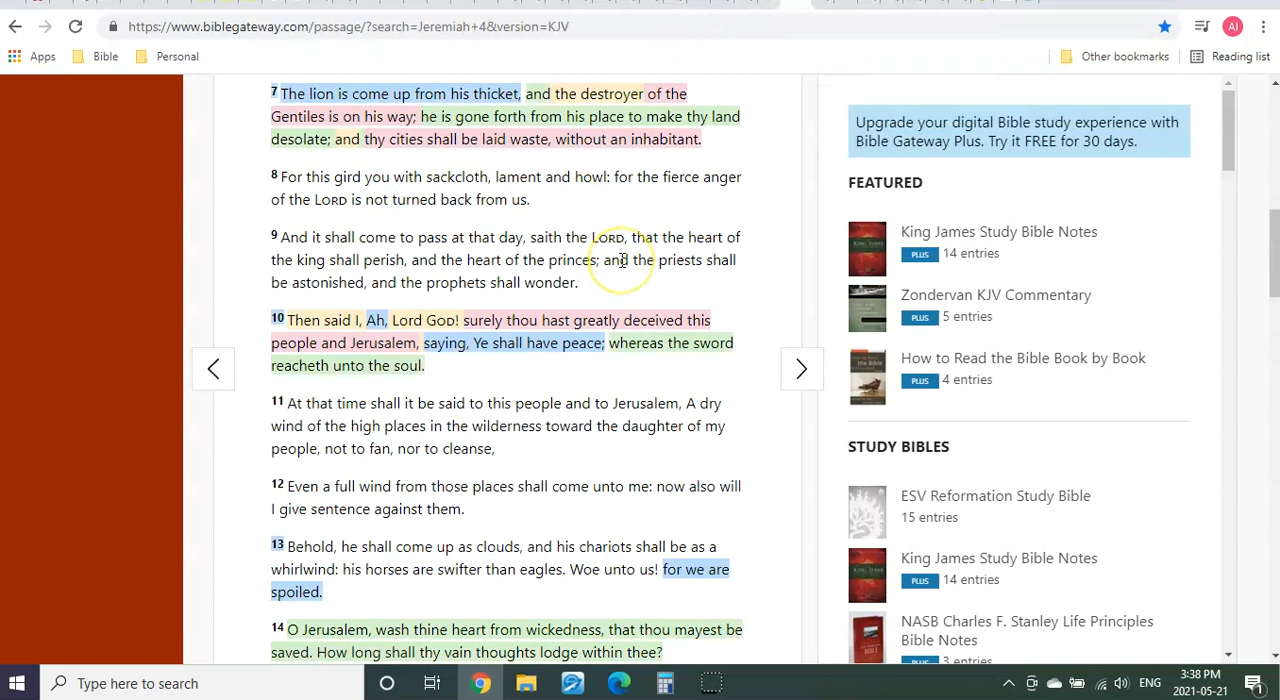 https://www.biblegateway.com/passage/?search=Jeremiah+4&version=KJV
AI
Apps
Bible
Personal
Other bookmarks
Reading list
7 The lion is come up from his thicket, and the destroyer of the
Gentiles is on his way; he is gone forth from his place to make thy land
desolate; and thy cities shall be laid waste, without an inhabitant.
8 For this gird you with sackcloth, lament and howl: for the fierce anger
of the LORD is not turned back from us.
9 And it shall come to pass at that day, saith the LORD, that the heart of
the king shall perish, and the heart of the princes; and the priests shall
be astonished, and the prophets shall wonder.
10 Then said I, Ah, Lord GOD! surely thou hast greatly deceived this
people and Jerusalem, saying, Ye shall have peace; whereas the sword
reacheth unto the soul.
11 At that time shall it be said to this people and to Jerusalem, A dry
wind of the high places in the wilderness toward the daughter of my
people, not to fan, nor to cleanse,
12 Even a full wind from those places shall come unto me: now also will
I give sentence against them.
13 Behold, he shall come up as clouds, and his chariots shall be as a
whirlwind: his horses are swifter than eagles. Woe unto us! for we are
spoiled.
14 O Jerusalem, wash thine heart from wickedness, that thou mayest be
saved. How long shall thy vain thoughts lodge within thee?
Upgrade your digital Bible study experience with
Bible Gateway Plus. Try it FREE for 30 days.
FEATURED
King James Study Bible Notes
PLUS 14 entries
Zondervan KJV Commentary
PLUS 5 entries
How to Read the Bible Book by Book
PLUS 4 entries
STUDY BIBLES
ESV Reformation Study Bible
15 entries
King James Study Bible Notes
PLUS 14 entries
NASB Charles F. Stanley Life Principles
Bible Notes
PLUS 3 entries
Type here to search
ENG
3:38 PM
2021-05-21
1